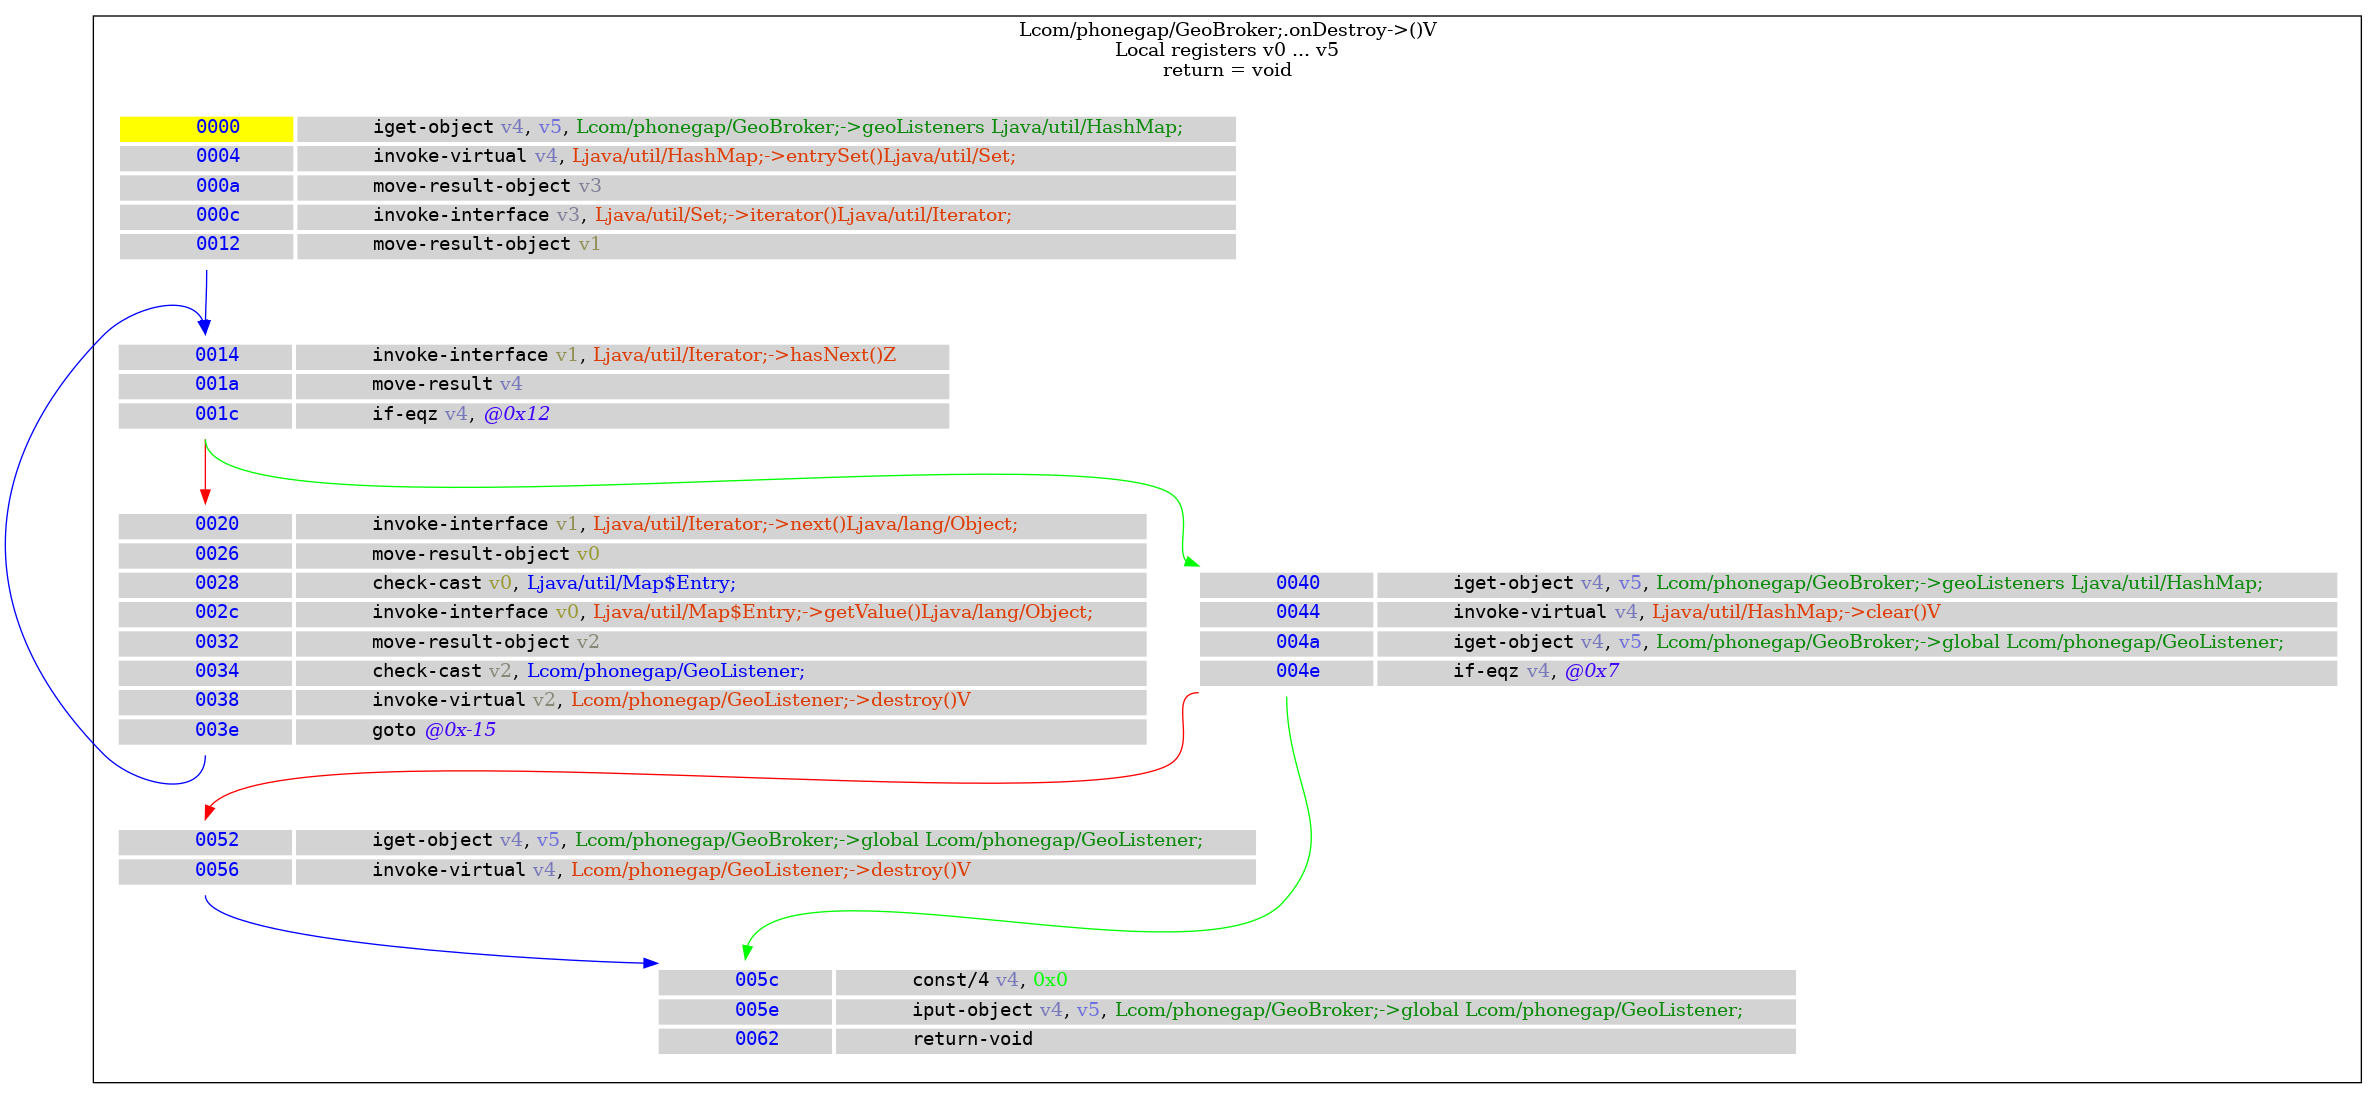 Lcom/phonegap/GeoBroker;.onDestroy->()V
Local registers v0 ... v5
return = void
0000 iget-object v4, v5, Lcom/phonegap/GeoBroker;->geoListeners Ljava/util/HashMap;
0004 invoke-virtual v4, Ljava/util/HashMap;->entrySet()Ljava/util/Set;
000a move-result-object v3
000c invoke-interface v3, Ljava/util/Set;->iterator()Ljava/util/Iterator;
0012 move-result-object v1
0014 invoke-interface v1, Ljava/util/Iterator;->hasNext()Z
001a move-result v4
001c if-eqz v4, @0x12
0020 invoke-interface v1, Ljava/util/Iterator;->next()Ljava/lang/Object;
0026 move-result-object v0
0028 check-cast v0, Ljava/util/Map$Entry;
002c invoke-interface v0, Ljava/util/Map$Entry;->getValue()Ljava/lang/Object;
0032 move-result-object v2
0034 check-cast v2, Lcom/phonegap/GeoListener;
0038 invoke-virtual v2, Lcom/phonegap/GeoListener;->destroy()V
003e goto @0x-15
0040 iget-object v4, v5, Lcom/phonegap/GeoBroker;->geoListeners Ljava/util/HashMap;
0044 invoke-virtual v4, Ljava/util/HashMap;->clear()V
004a iget-object v4, v5, Lcom/phonegap/GeoBroker;->global Lcom/phonegap/GeoListener;
004e if-eqz v4, @0x7
0052 iget-object v4, v5, Lcom/phonegap/GeoBroker;->global Lcom/phonegap/GeoListener;
0056 invoke-virtual v4, Lcom/phonegap/GeoListener;->destroy()V
005c const/4 v4, 0x0
005e iput-object v4, v5, Lcom/phonegap/GeoBroker;->global Lcom/phonegap/GeoListener;
0062 return-void